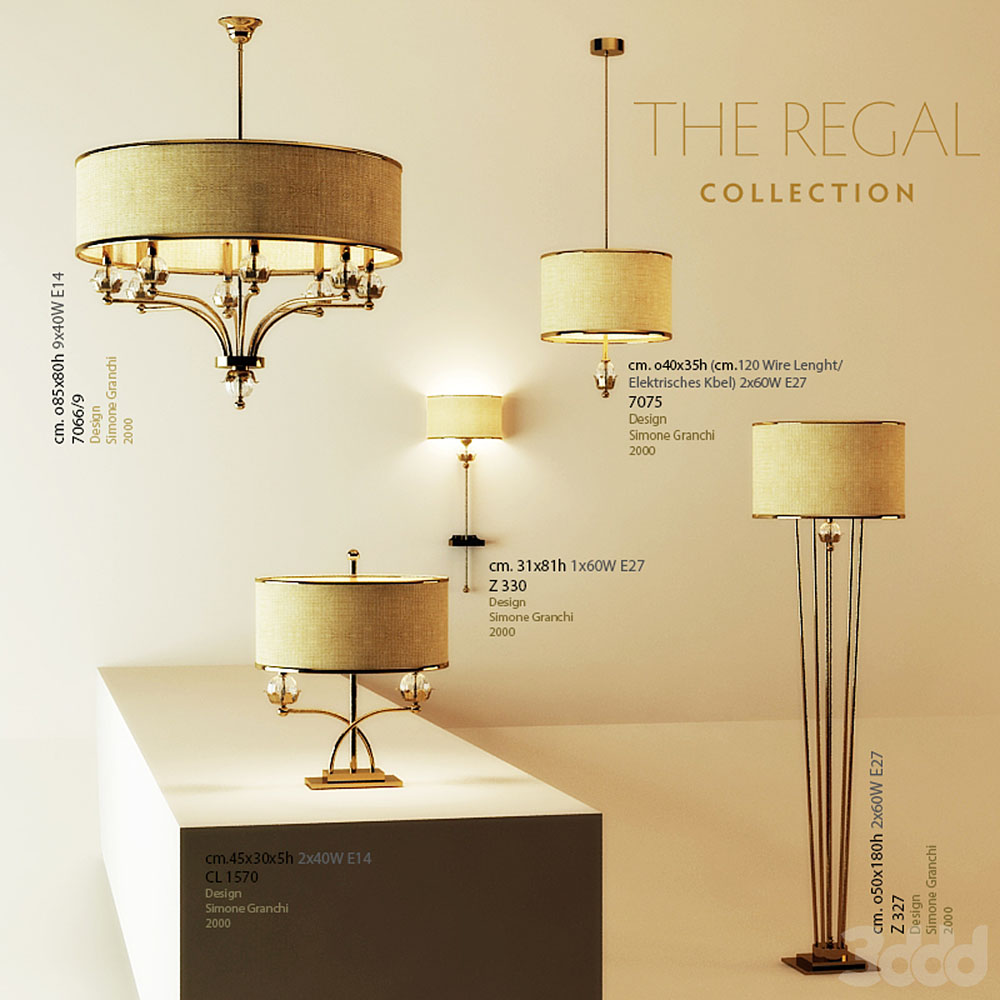 THE REGAL
COLLECTION
cm. o85x80h 9x40W E14
7066/9
Design
Simone Granchi
2000
cm. o40x35h (cm.120 Wire Lenght/
Elektrisches Kbel) 2x60W E27
7075
Design
Simone Granchi
2000
cm. 31x81h 1x60W E27
Z 330
Design
Simone Granchi
2000
cm.45x30x5h 2x40W E14
CL 1570
Design
Simone Granchi
2000
cm. o50x180h 2x60W E27
Z 327
Design
Simone Granchi
2000
3ddd